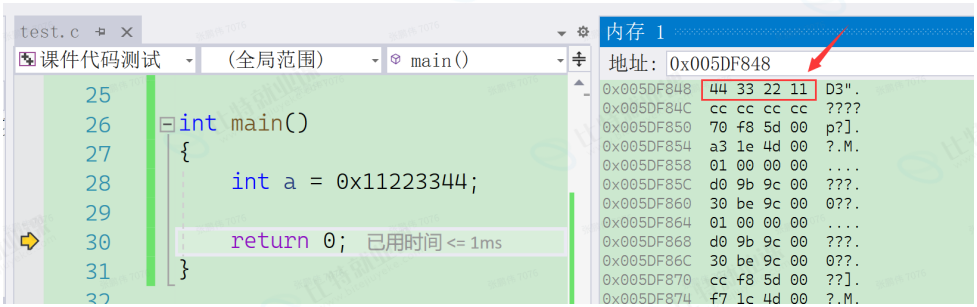 test.c
课件代码测试 (全局范围) main()
25
26 int main()
27 {
28 int a = 0x11223344;
29
30 return 0; 已用时间 <= 1ms
31 }
32
内存 1
地址: 0x005DF848
0x005DF848 44 33 22 11 D3".
0x005DF84C cc cc cc cc ????
0x005DF850 70 f8 5d 00 p?].
0x005DF854 a3 1e 4d 00 ?.M.
0x005DF858 01 00 00 00 ....
0x005DF85C d0 9b 9c 00 ???.
0x005DF860 30 be 9c 00 0??.
0x005DF864 01 00 00 00 ....
0x005DF868 d0 9b 9c 00 ???.
0x005DF86C 30 be 9c 00 0??.
0x005DF870 cc f8 5d 00 ??].
0x005DF874 f7 1c 4d 00 ?.M.